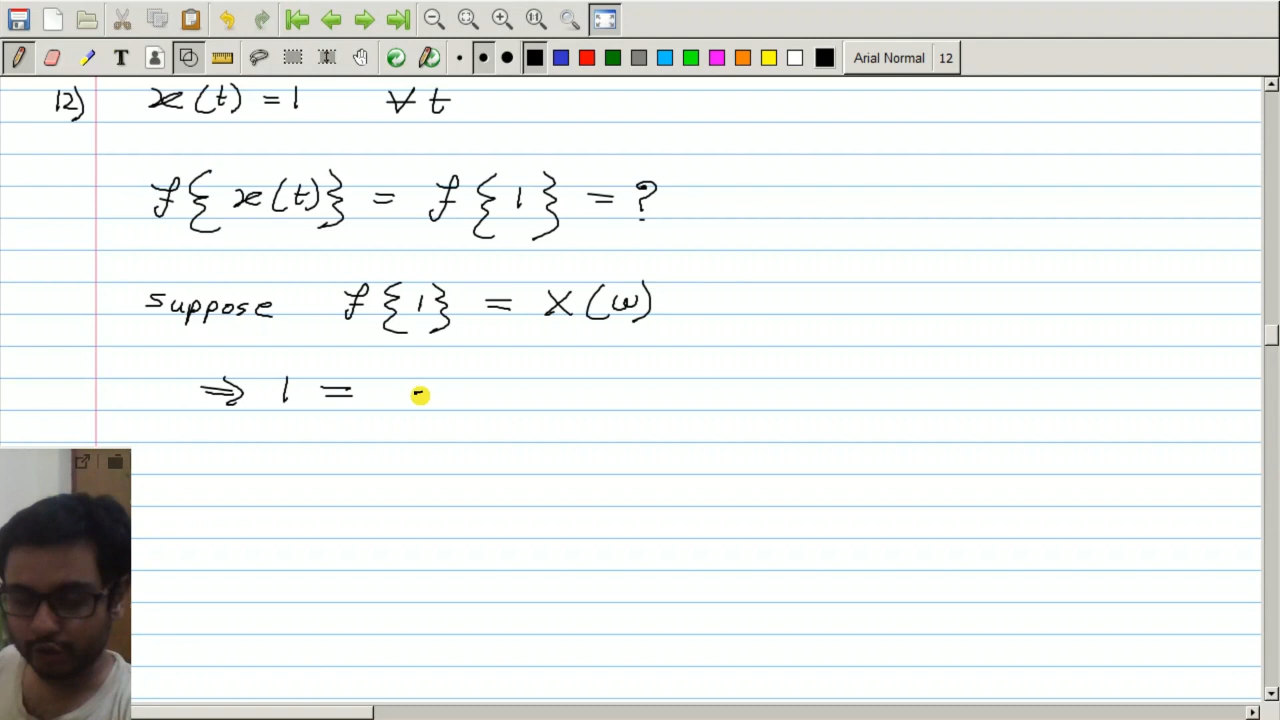 T Arial Normal 12
12) x(t) = 1 ∀ t
ℱ{x(t)} = ℱ{1} = ?
suppose ℱ{1} = X(ω)
⇒ 1 = -